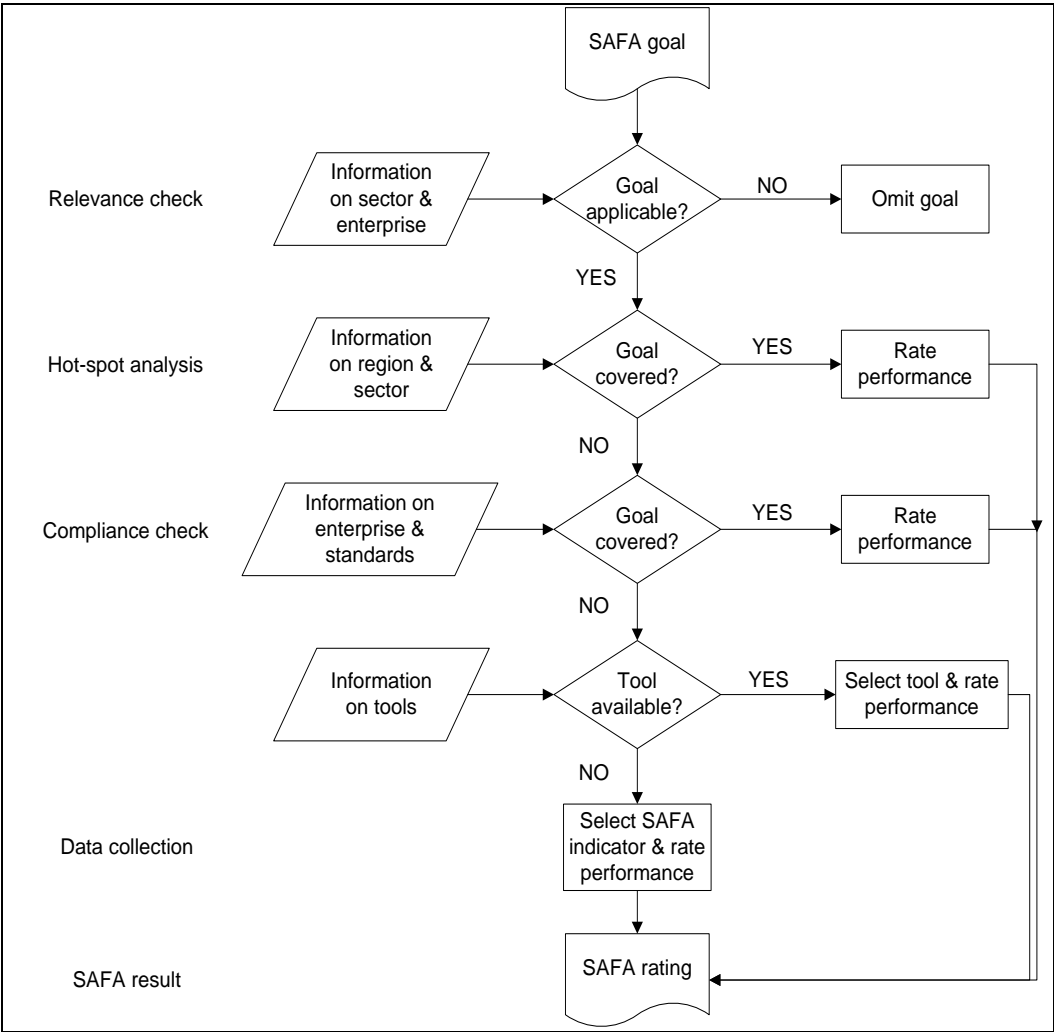 SAFA goal
Relevance check
Information
on sector &
enterprise
Goal
applicable?
NO
Omit goal
YES
Hot-spot analysis
Information
on region &
sector
Goal
covered?
YES
Rate
performance
NO
Compliance check
Information on
enterprise &
standards
Goal
covered?
YES
Rate
performance
NO
Information
on tools
Tool
available?
YES
Select tool & rate
performance
NO
Data collection
Select SAFA
indicator & rate
performance
SAFA result
SAFA rating